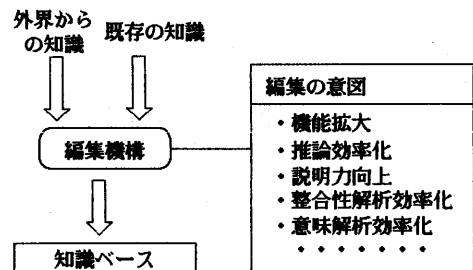 外界から
の知識
既存の知識
編集機構
知識ベース
編集の意図
・機能拡大
・推論効率化
・説明力向上
・整合性解析効率化
・意味解析効率化
・・・・・・・